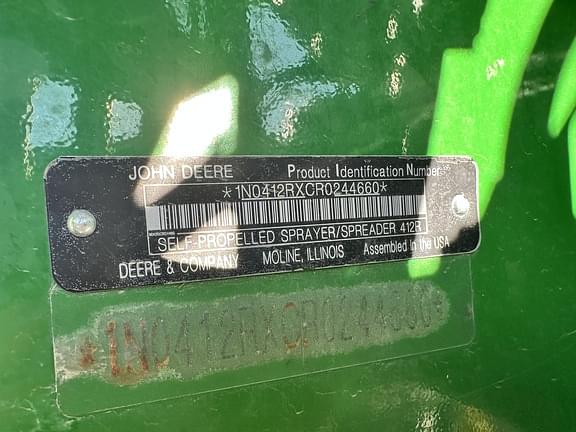 JOHN DEERE Product Identification Number
*1N0412RXCR0244660*
SELF-PROPELLED SPRAYER/SPREADER 412R
DEERE & COMPANY MOLINE, ILLINOIS Assembled in the USA
*1N0412RXCR0244660*